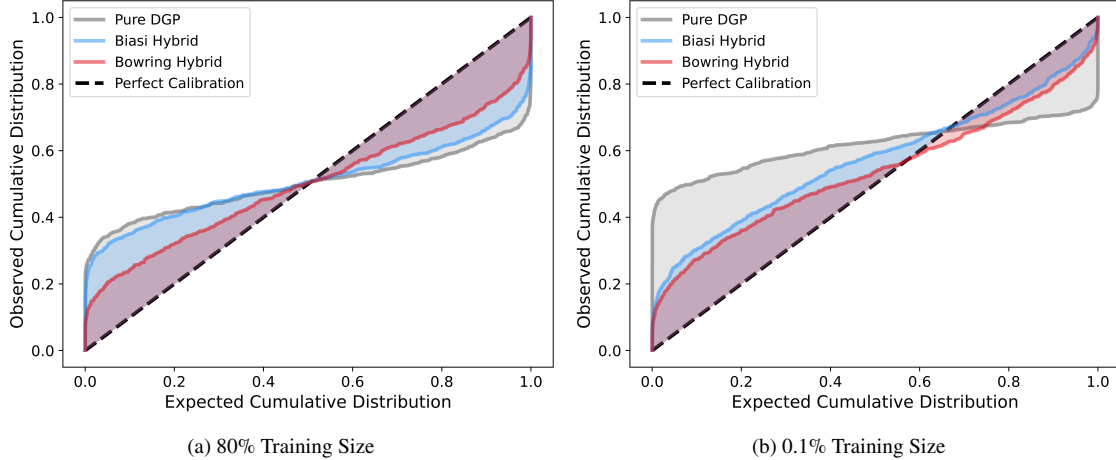 Pure DGP
Biasi Hybrid
Bowring Hybrid
Perfect Calibration
Observed Cumulative Distribution
1.0
0.8
0.6
0.4
0.2
0.0
0.0 0.2 0.4 0.6 0.8 1.0
Expected Cumulative Distribution
(a) 80% Training Size
Pure DGP
Biasi Hybrid
Bowring Hybrid
Perfect Calibration
Observed Cumulative Distribution
1.0
0.8
0.6
0.4
0.2
0.0
0.0 0.2 0.4 0.6 0.8 1.0
Expected Cumulative Distribution
(b) 0.1% Training Size